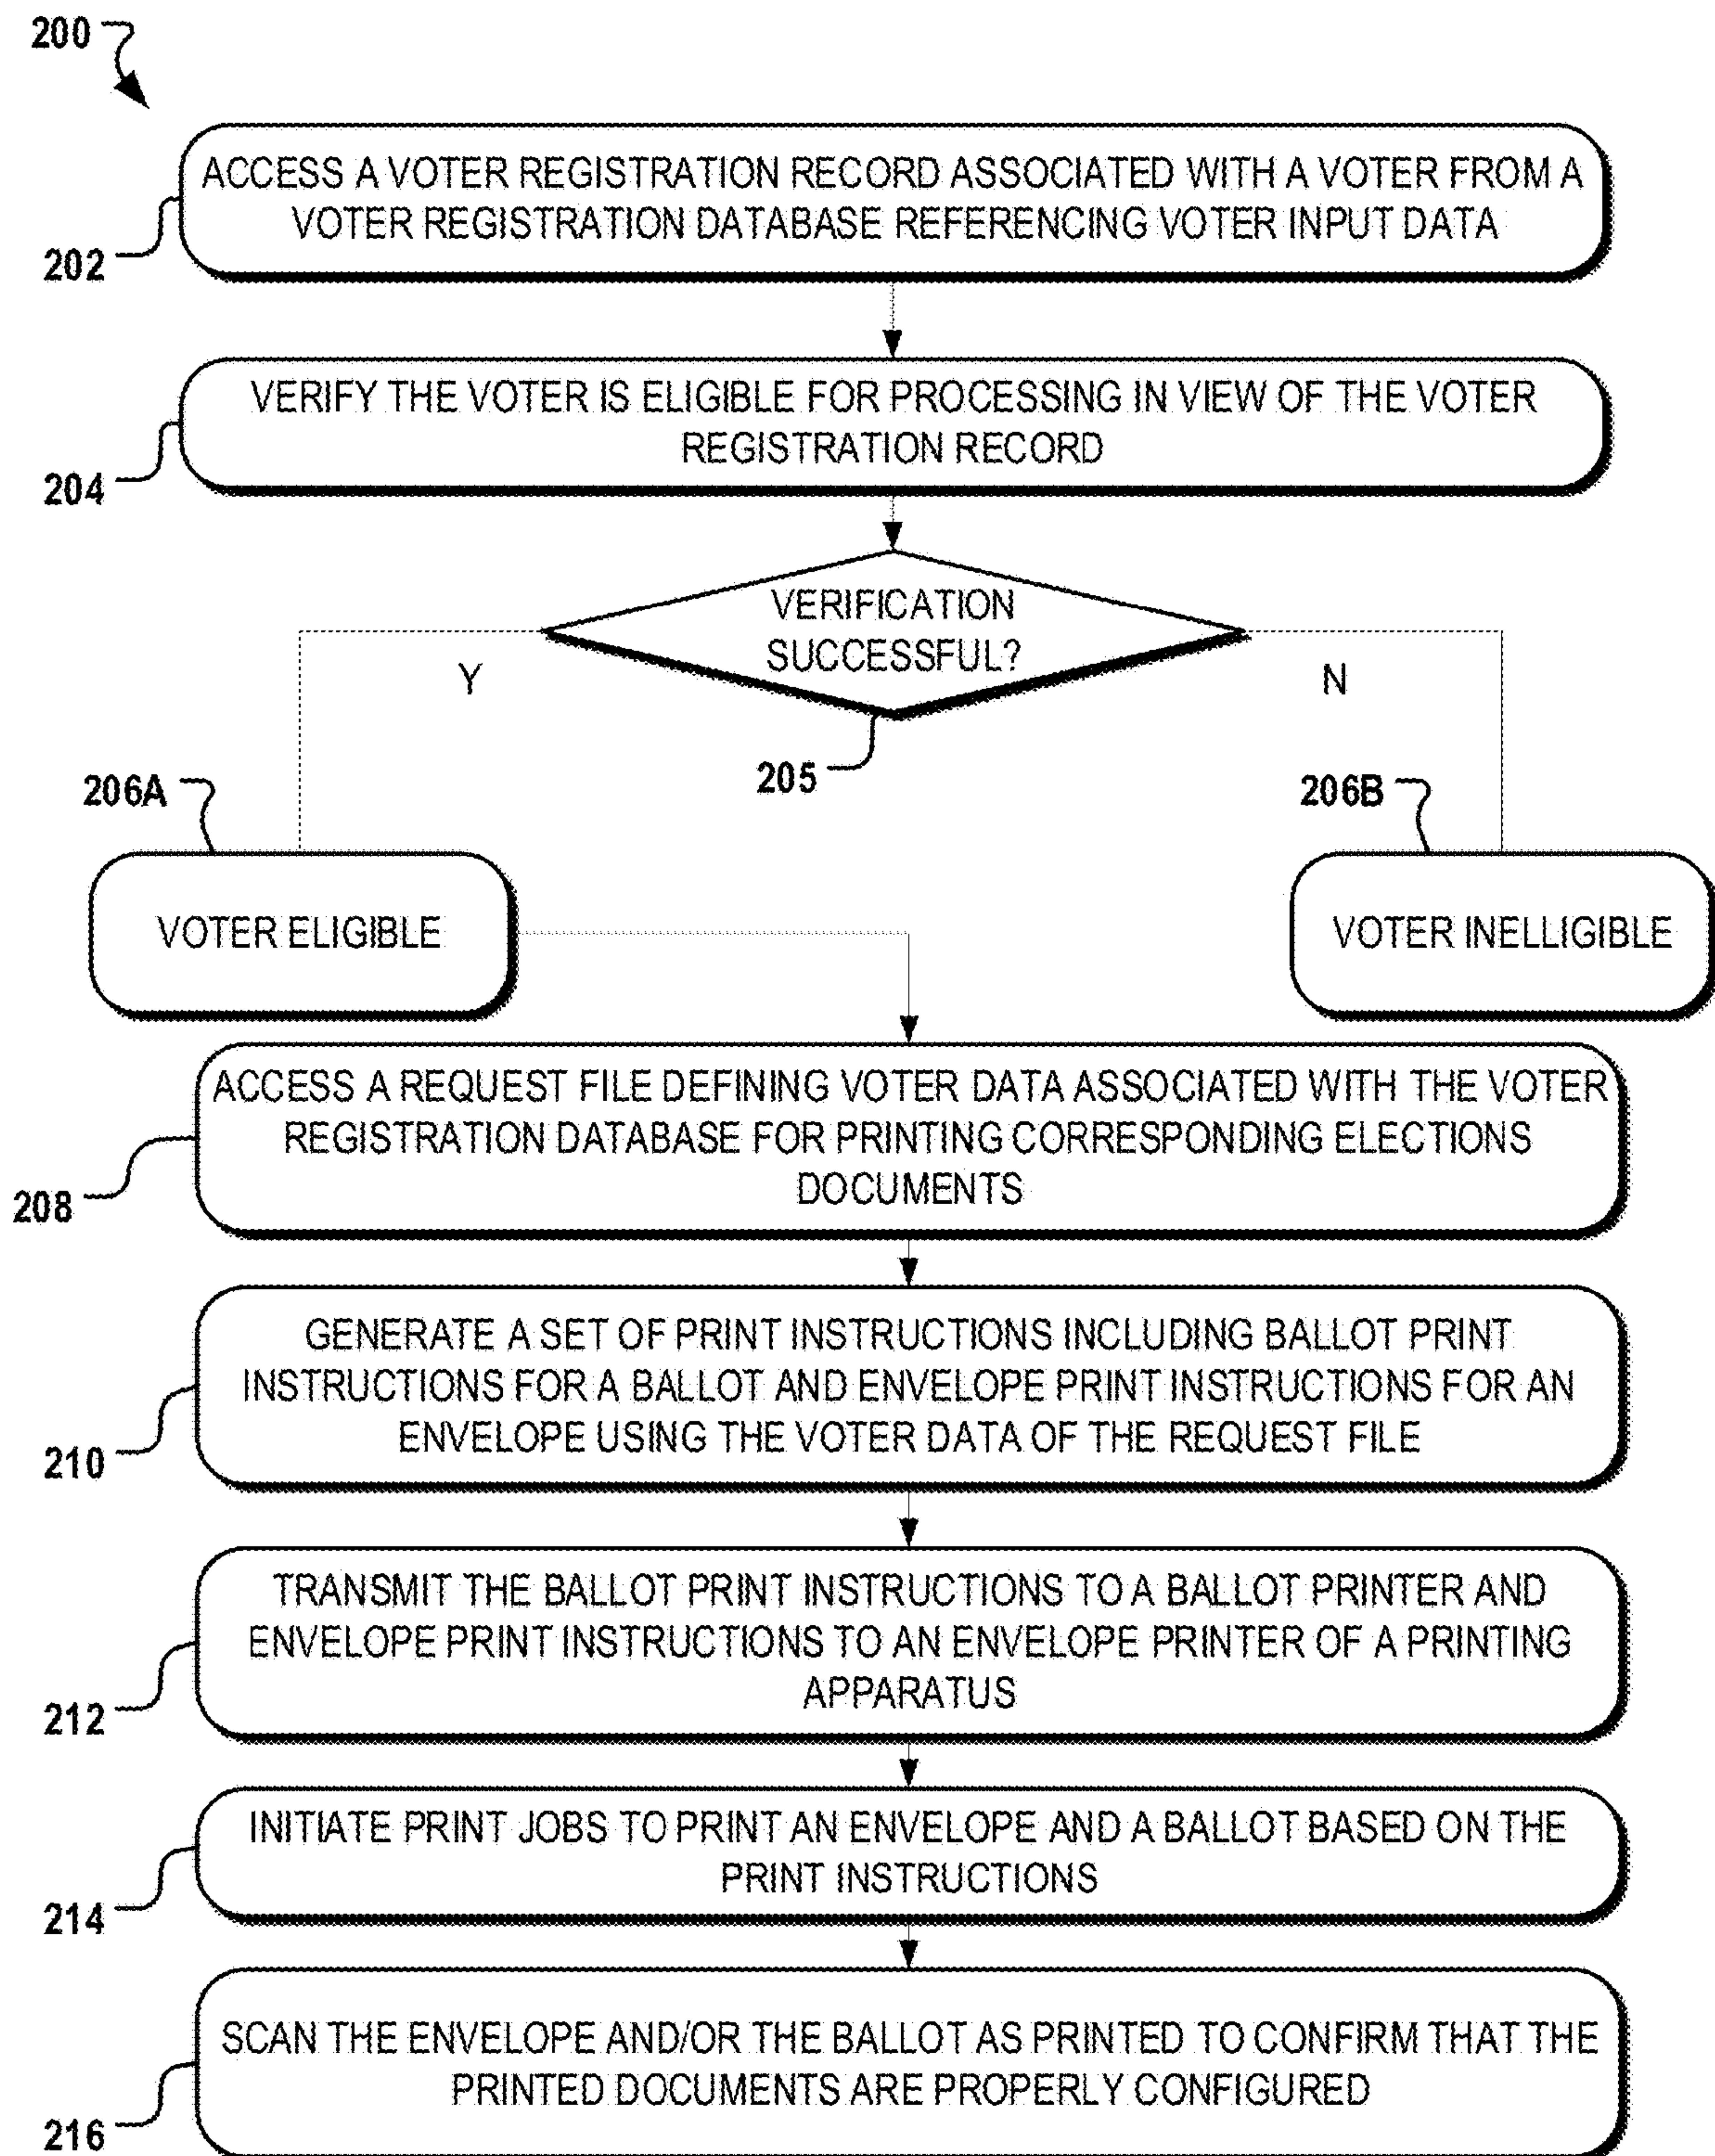 200
ACCESS A VOTER REGISTRATION RECORD ASSOCIATED WITH A VOTER FROM A
VOTER REGISTRATION DATABASE REFERENCING VOTER INPUT DATA
202
VERIFY THE VOTER IS ELIGIBLE FOR PROCESSING IN VIEW OF THE VOTER
REGISTRATION RECORD
204
VERIFICATION
SUCCESSFUL?
Y
N
205
206A
206B
VOTER ELIGIBLE
VOTER INELLIGIBLE
ACCESS A REQUEST FILE DEFINING VOTER DATA ASSOCIATED WITH THE VOTER
REGISTRATION DATABASE FOR PRINTING CORRESPONDING ELECTIONS
DOCUMENTS
208
GENERATE A SET OF PRINT INSTRUCTIONS INCLUDING BALLOT PRINT
INSTRUCTIONS FOR A BALLOT AND ENVELOPE PRINT INSTRUCTIONS FOR AN
ENVELOPE USING THE VOTER DATA OF THE REQUEST FILE
210
TRANSMIT THE BALLOT PRINT INSTRUCTIONS TO A BALLOT PRINTER AND
ENVELOPE PRINT INSTRUCTIONS TO AN ENVELOPE PRINTER OF A PRINTING
APPARATUS
212
INITIATE PRINT JOBS TO PRINT AN ENVELOPE AND A BALLOT BASED ON THE
PRINT INSTRUCTIONS
214
SCAN THE ENVELOPE AND/OR THE BALLOT AS PRINTED TO CONFIRM THAT THE
PRINTED DOCUMENTS ARE PROPERLY CONFIGURED
216